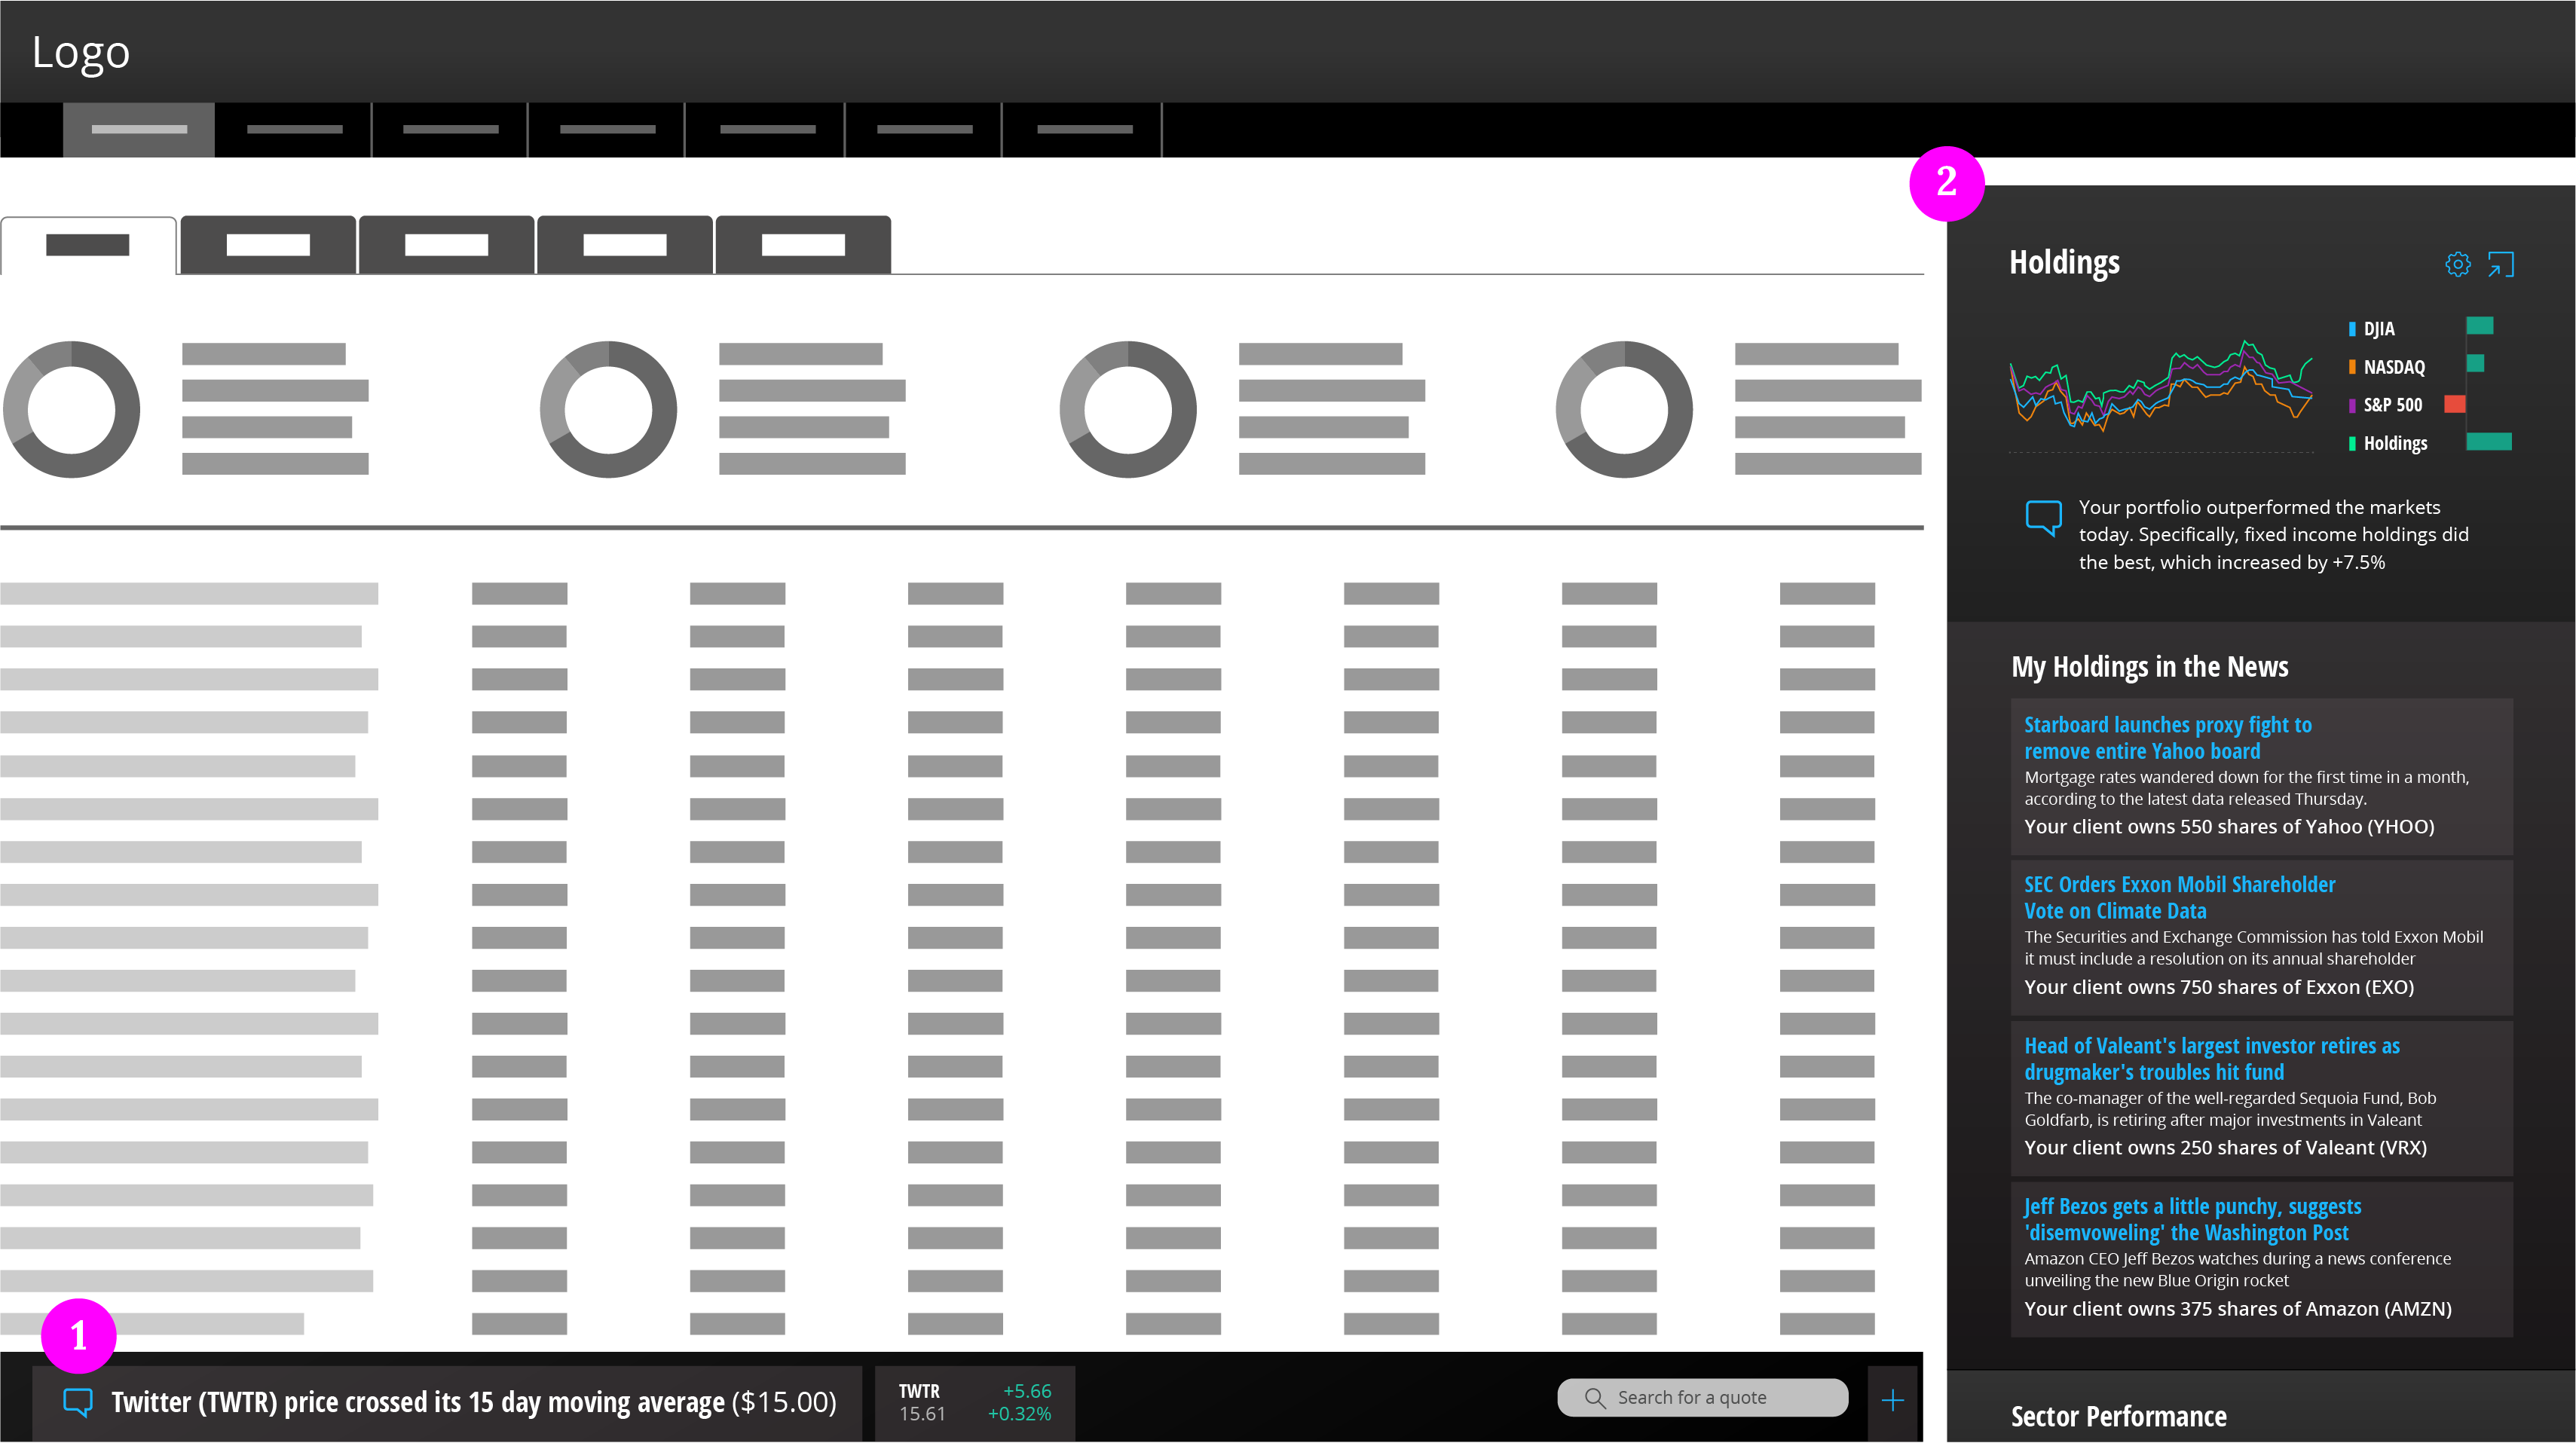 Logo
2
Holdings
DJIA
NASDAQ
S&P 500
Holdings
Your portfolio outperformed the markets
today. Specifically, fixed income holdings did
the best, which increased by +7.5%
My Holdings in the News
Starboard launches proxy fight to
remove entire Yahoo board
Mortgage rates wandered down for the first time in a month,
according to the latest data released Thursday.
Your client owns 550 shares of Yahoo (YHOO)
SEC Orders Exxon Mobil Shareholder
Vote on Climate Data
The Securities and Exchange Commission has told Exxon Mobil
it must include a resolution on its annual shareholder
Your client owns 750 shares of Exxon (EXO)
Head of Valeant's largest investor retires as
drugmaker's troubles hit fund
The co-manager of the well-regarded Sequoia Fund, Bob
Goldfarb, is retiring after major investments in Valeant
Your client owns 250 shares of Valeant (VRX)
Jeff Bezos gets a little punchy, suggests
'disemvoweling' the Washington Post
Amazon CEO Jeff Bezos watches during a news conference
unveiling the new Blue Origin rocket
Your client owns 375 shares of Amazon (AMZN)
Sector Performance
1
Twitter (TWTR) price crossed its 15 day moving average ($15.00)
TWTR +5.66
15.61 +0.32%
Search for a quote